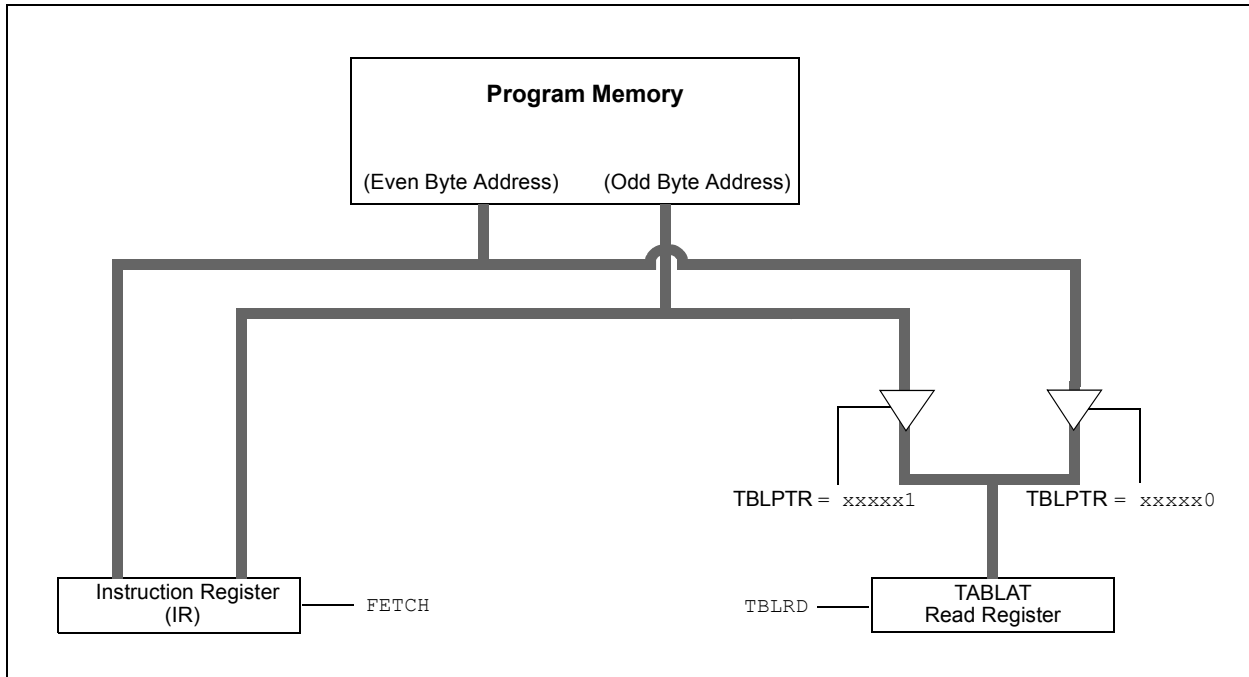 Program Memory
(Even Byte Address) (Odd Byte Address)
TBLPTR = xxxxx1 TBLPTR = xxxxx0
Instruction Register
(IR)
FETCH
TBLRD
TABLAT
Read Register